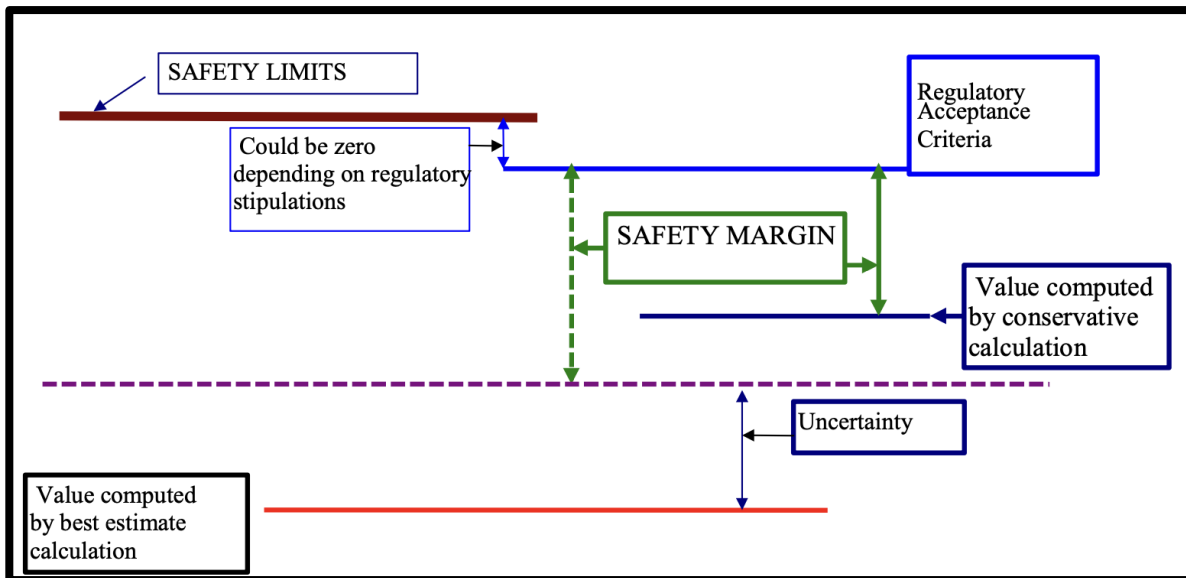 SAFETY LIMITS
Regulatory
Acceptance
Criteria
Could be zero
depending on regulatory
stipulations
SAFETY MARGIN
Value computed
by conservative
calculation
Uncertainty
Value computed
by best estimate
calculation